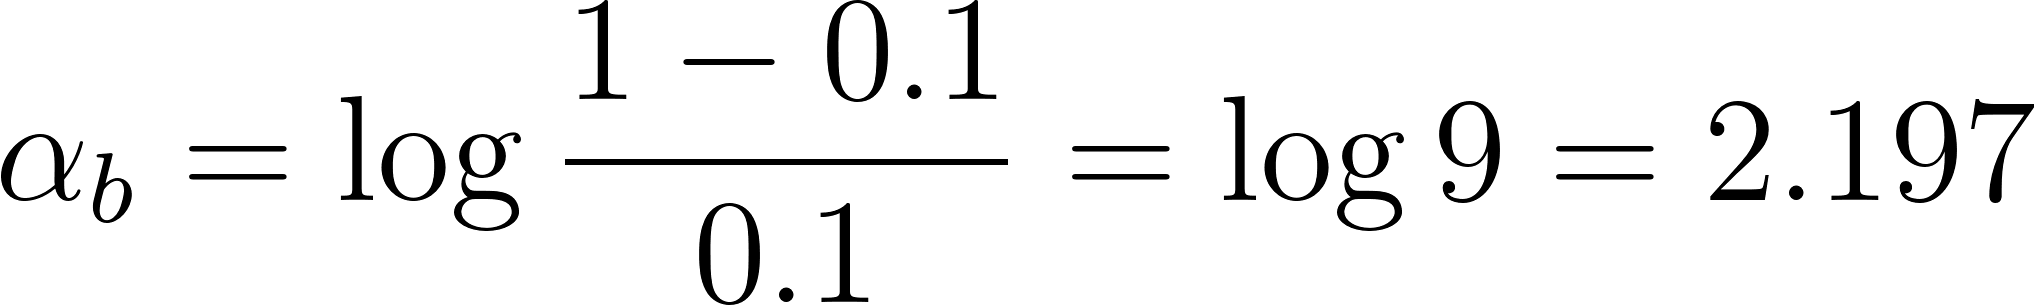 α_b = log (1 − 0.1)/0.1 = log 9 = 2.197